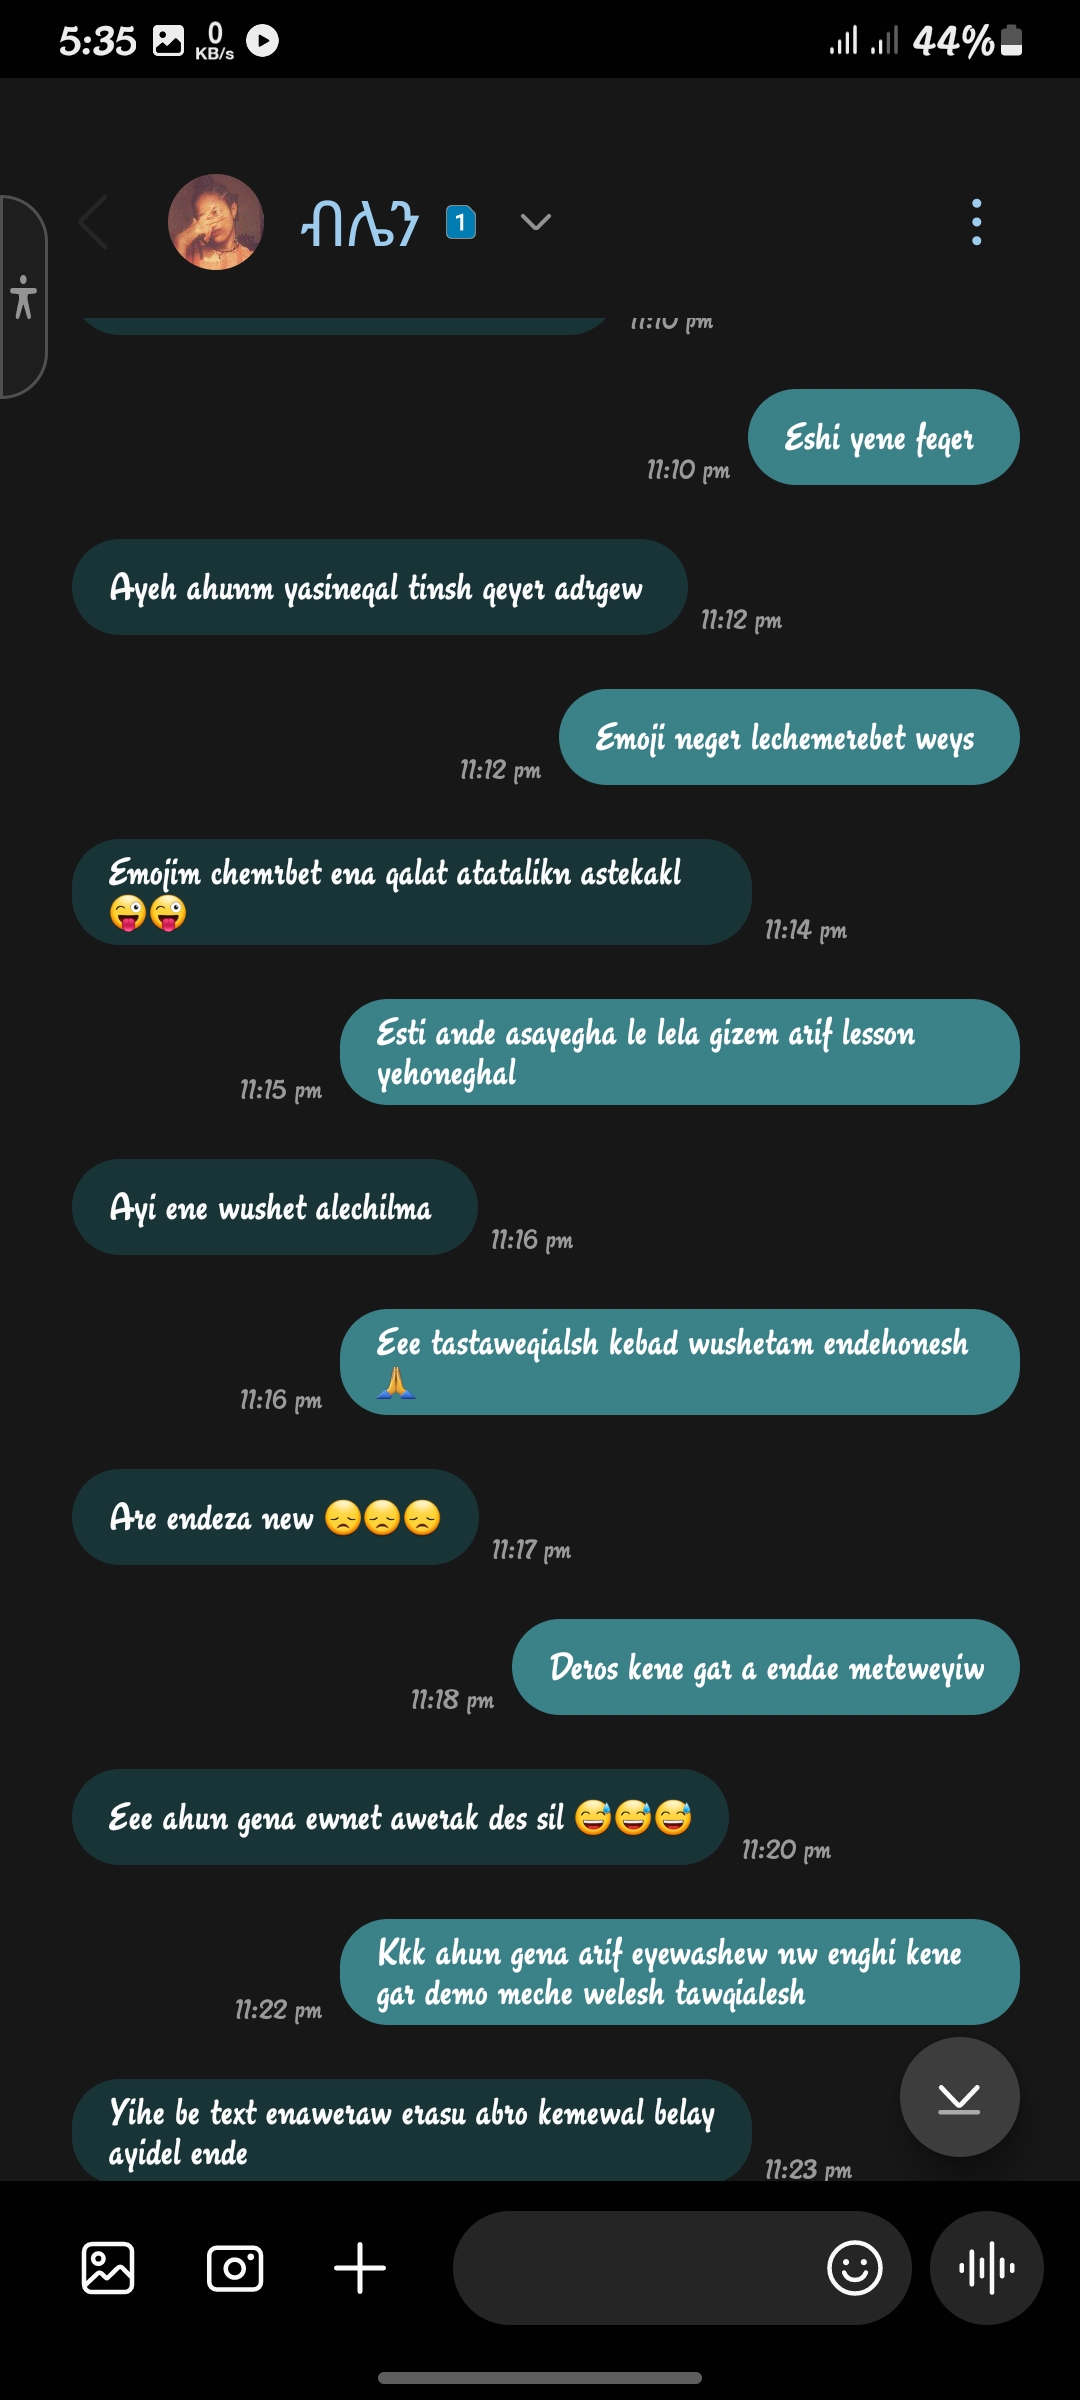 5:35
0
KB/s
44%
ብሌን 1
11:10 pm
Eshi yene feqer
11:10 pm
Ayeh ahunm yasineqal tinsh qeyer adrgew
11:12 pm
Emoji neger lechemerebet weys
11:12 pm
Emojim chemrbet ena qalat atatalikn astekakl
😜😜
11:14 pm
Esti ande asayegha le lela gizem arif lesson
yehoneghal
11:15 pm
Ayi ene wushet alechilma
11:16 pm
Eee tastaweqialsh kebad wushetam endehonesh
🙏
11:16 pm
Are endeza new 😞😞😞
11:17 pm
Deros kene gar a endae meteweyiw
11:18 pm
Eee ahun gena ewnet awerak des sil 😅😅😅
11:20 pm
Kkk ahun gena arif eyewashew nw enghi kene
gar demo meche welesh tawqialesh
11:22 pm
Yihe be text enaweraw erasu abro kemewal belay
ayidel ende
11:23 pm